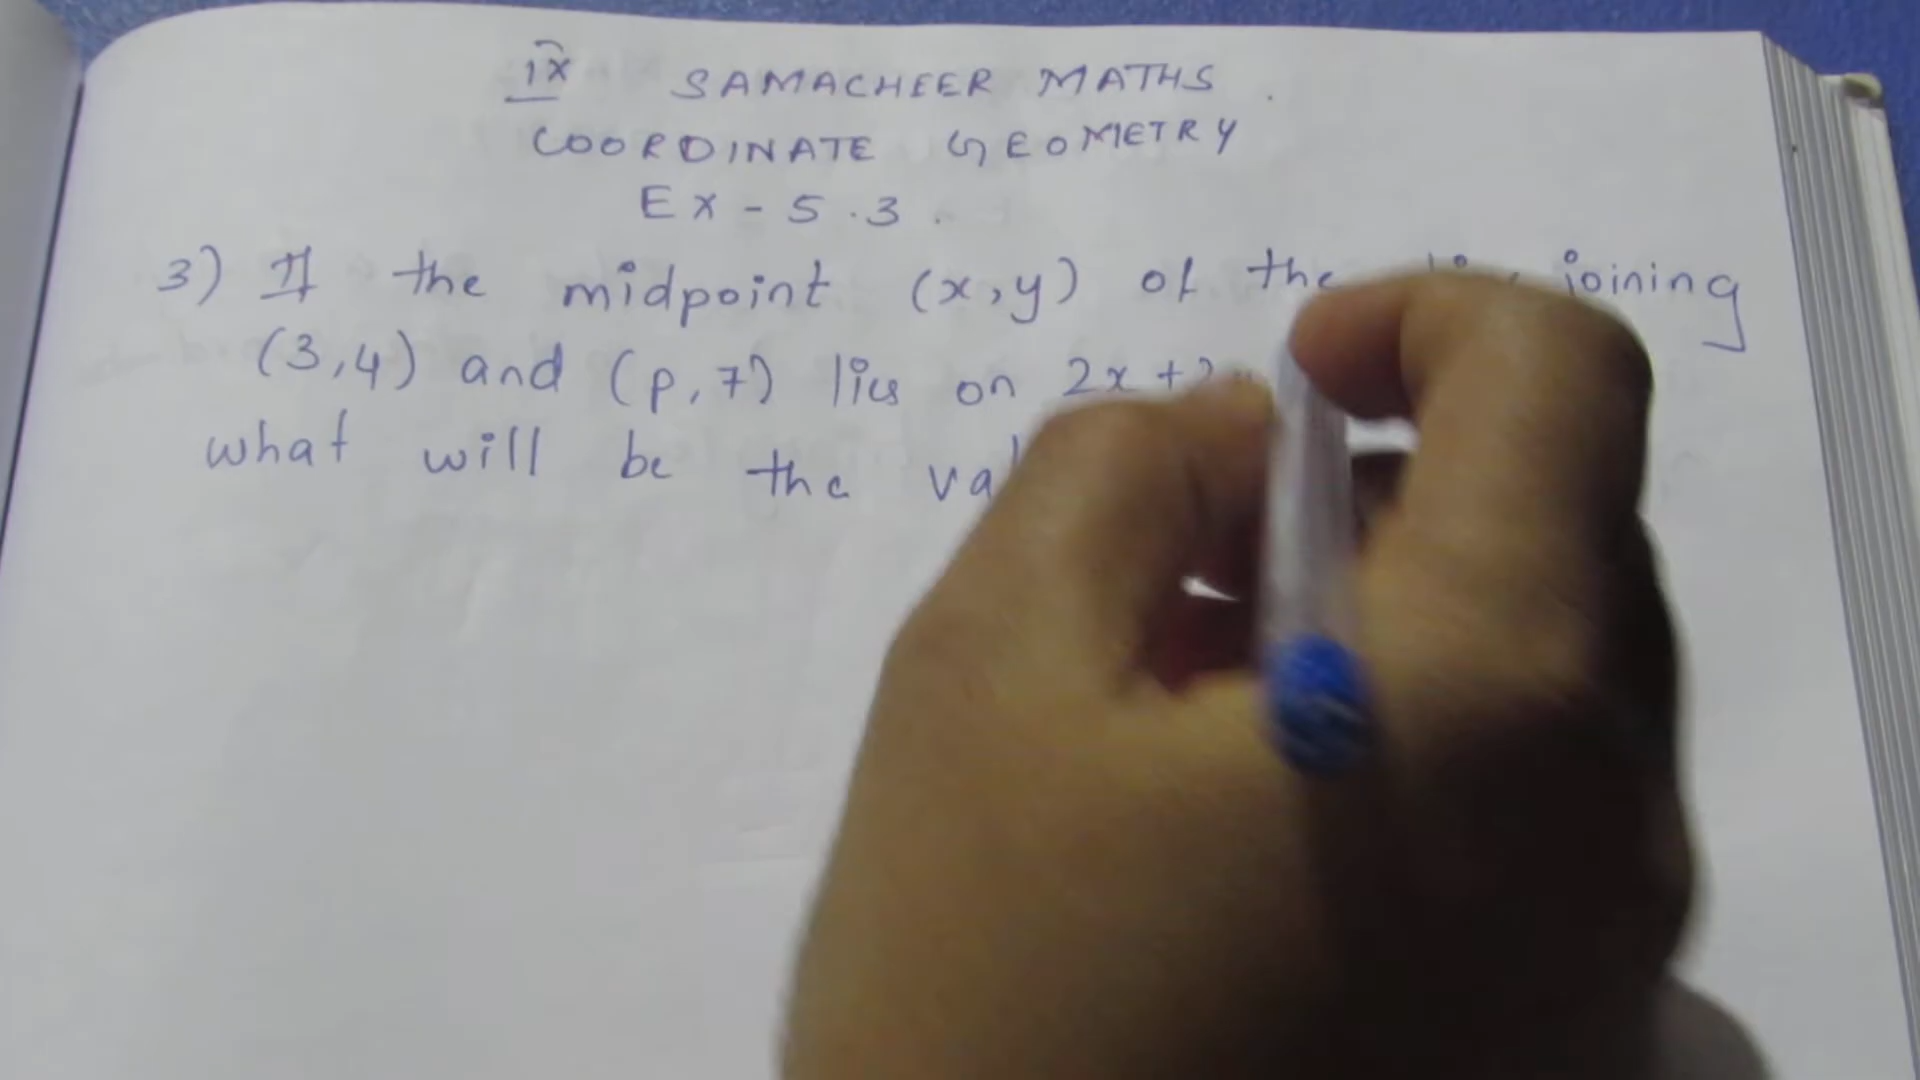 IX SAMACHEER MATHS.
COORDINATE GEOMETRY
EX - 5.3.
3) If the midpoint (x,y) of the joining
(3,4) and (p,7) lies on 2x +2y
what will be the